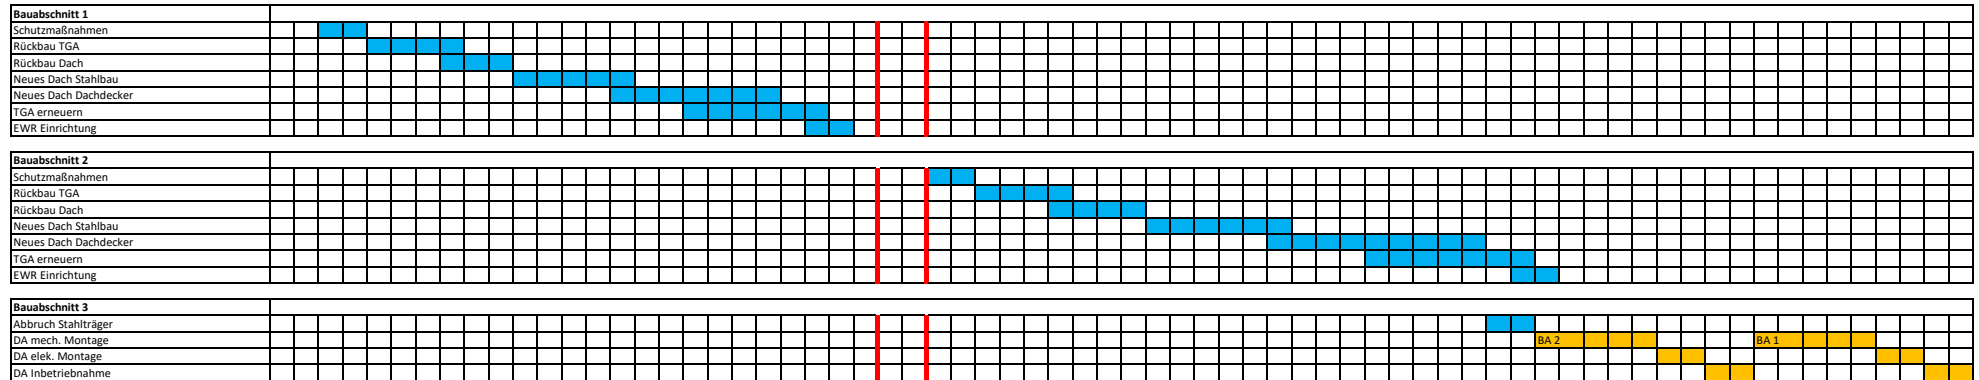 Bauabschnitt 1
Schutzmaßnahmen
Rückbau TGA
Rückbau Dach
Neues Dach Stahlbau
Neues Dach Dachdecker
TGA erneuern
EWR Einrichtung
Bauabschnitt 2
Schutzmaßnahmen
Rückbau TGA
Rückbau Dach
Neues Dach Stahlbau
Neues Dach Dachdecker
TGA erneuern
EWR Einrichtung
Bauabschnitt 3
Abbruch Stahlträger
DA mech. Montage BA 2 BA 1
DA elek. Montage
DA Inbetriebnahme